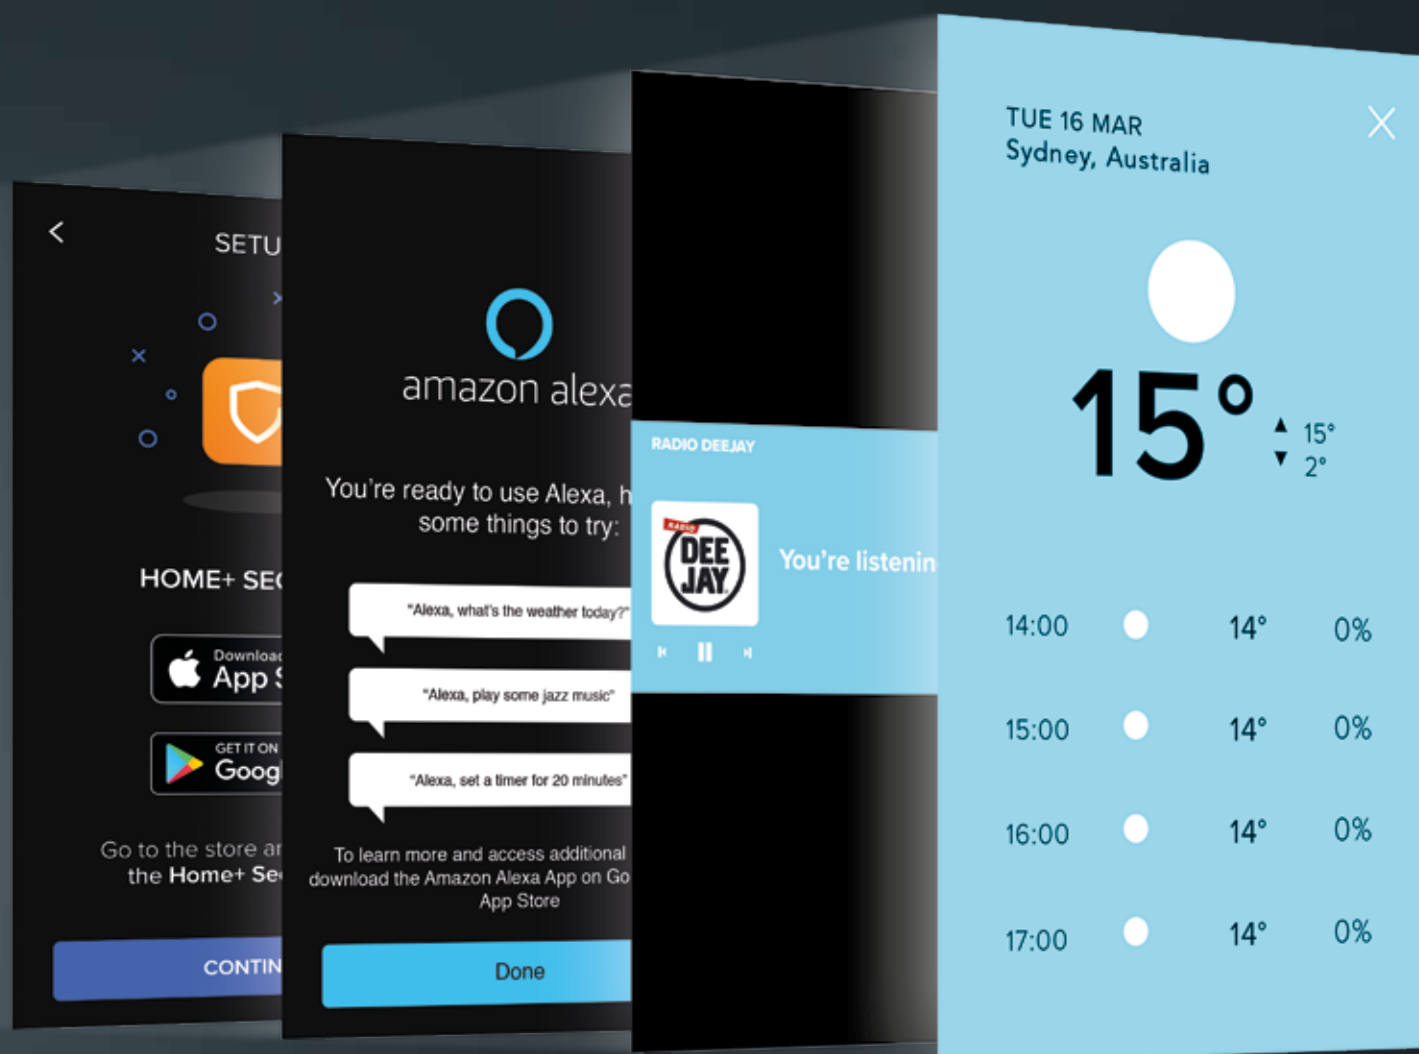 SETU
HOME+ SEC
Download
App S
GET IT ON
Goog
Go to the store an
the Home+ Se
CONTIN
amazon alexa
You're ready to use Alexa, h
some things to try:
"Alexa, what's the weather today?"
"Alexa, play some jazz music"
"Alexa, set a timer for 20 minutes"
To learn more and access additional
download the Amazon Alexa App on Go
App Store
Done
RADIO DEEJAY
RADIO
DEE
JAY
You're listenin
TUE 16 MAR
Sydney, Australia
15°
15°
2°
14:00 14° 0%
15:00 14° 0%
16:00 14° 0%
17:00 14° 0%